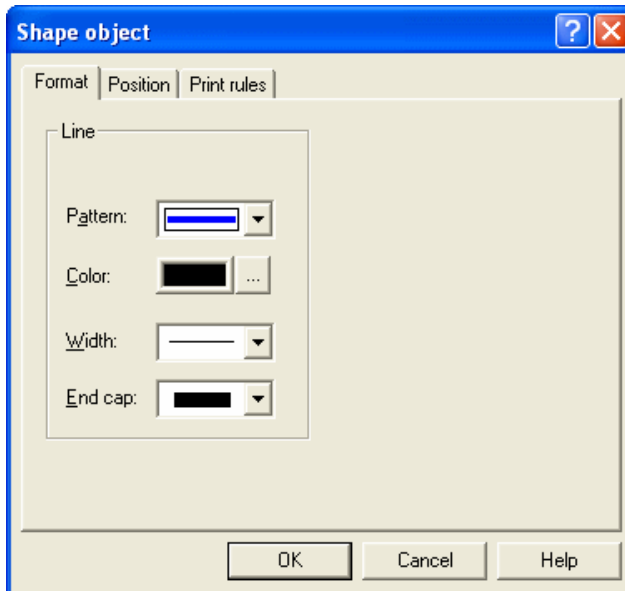 Shape object
Format Position Print rules
Line
Pattern:
Color:
...
Width:
End cap:
OK Cancel Help